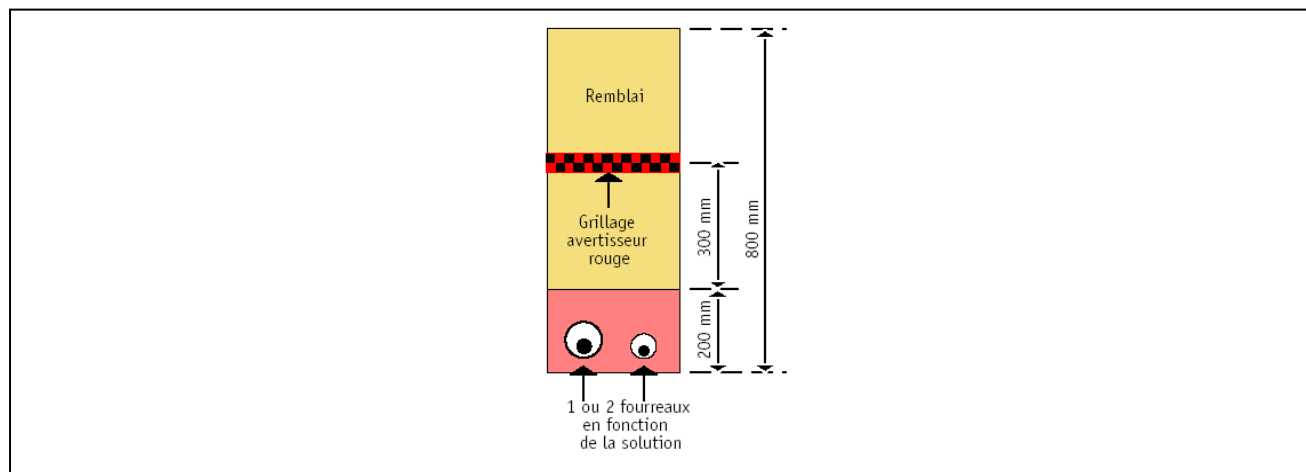 Remblai
Grillage
avertisseur
rouge
300 mm
800 mm
200 mm
1 ou 2 fourreaux
en fonction
de la solution